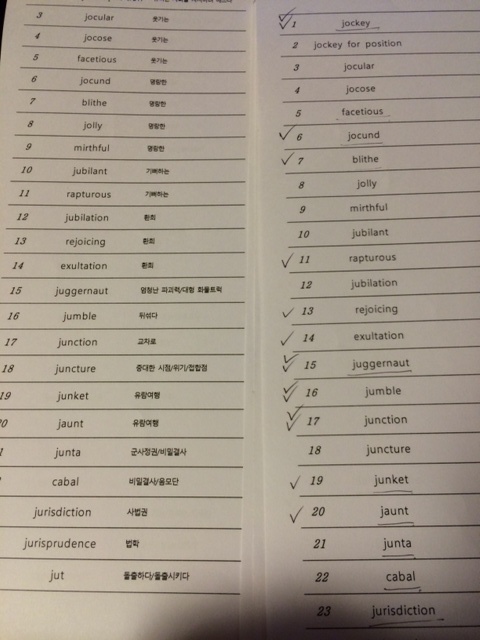 3 jocular 웃기는
4 jocose 웃기는
5 facetious 웃기는
6 jocund 명랑한
7 blithe 명랑한
8 jolly 명랑한
9 mirthful 명랑한
10 jubilant 기뻐하는
11 rapturous 기뻐하는
12 jubilation 환희
13 rejoicing 환희
14 exultation 환희
15 juggernaut 엄청난 파괴력/대형 화물트럭
16 jumble 뒤섞다
17 junction 교차로
18 juncture 중대한 시점/위기/접합점
19 junket 유람여행
0 jaunt 유람여행
junta 군사정권/비밀결사
cabal 비밀결사/음모단
jurisdiction 사법권
jurisprudence 법학
jut 돌출하다/돌출시키다
1 jockey
2 jockey for position
3 jocular
4 jocose
5 facetious
6 jocund
7 blithe
8 jolly
9 mirthful
10 jubilant
11 rapturous
12 jubilation
13 rejoicing
14 exultation
15 juggernaut
16 jumble
17 junction
18 juncture
19 junket
20 jaunt
21 junta
22 cabal
23 jurisdiction